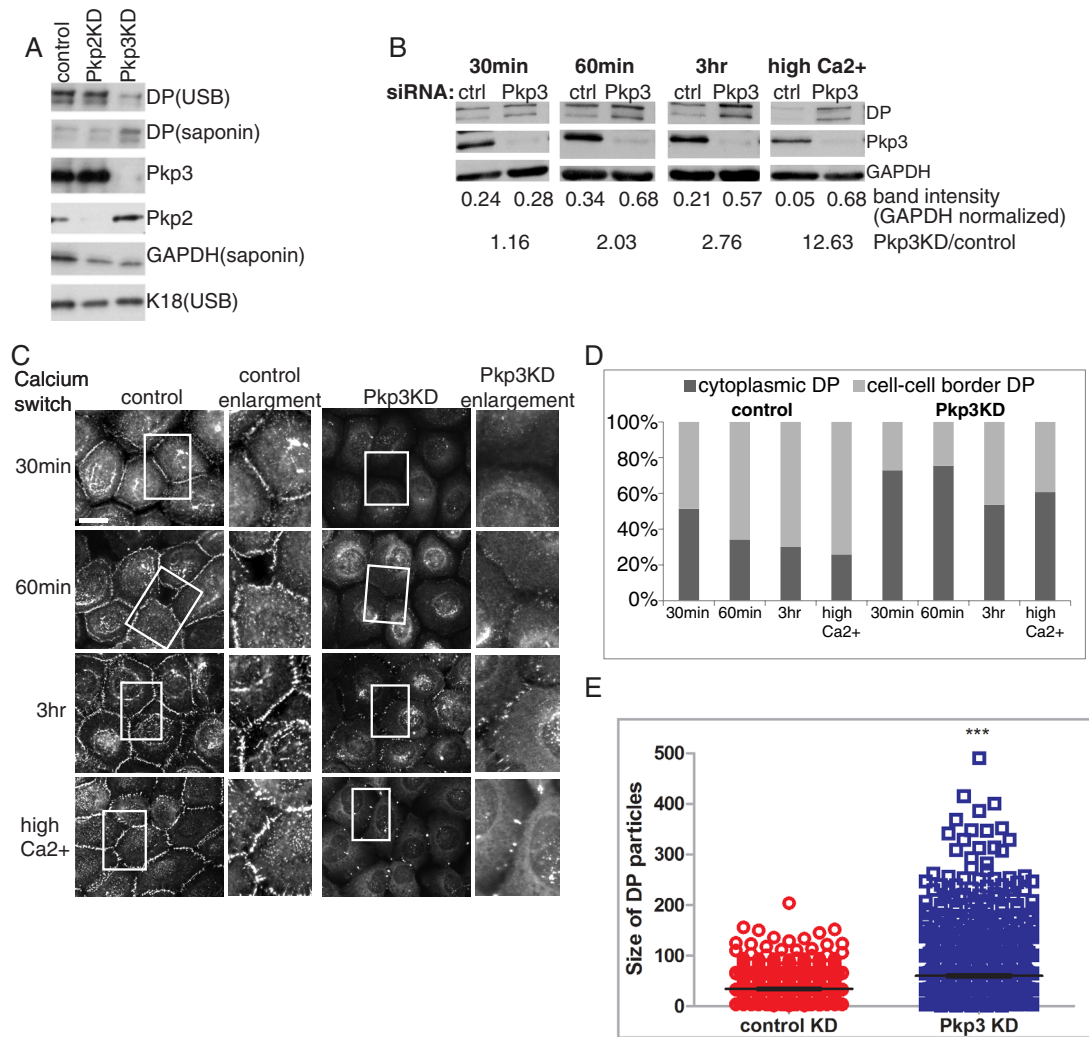 A
control
Pkp2KD
Pkp3KD
DP(USB)
DP(saponin)
Pkp3
Pkp2
GAPDH(saponin)
K18(USB)
B
30min 60min 3hr high Ca2+
siRNA: ctrl Pkp3 ctrl Pkp3 ctrl Pkp3 ctrl Pkp3
DP
Pkp3
GAPDH
0.24 0.28 0.34 0.68 0.21 0.57 0.05 0.68 band intensity
(GAPDH normalized)
1.16 2.03 2.76 12.63 Pkp3KD/control
C
Calcium
switch
control
control
enlargment
Pkp3KD
Pkp3KD
enlargement
30min
60min
3hr
high
Ca2+
D
cytoplasmic DP cell-cell border DP
control Pkp3KD
100%
80%
60%
40%
20%
0%
30min 60min 3hr high
Ca2+
30min 60min 3hr high
Ca2+
E
***
Size of DP particles
500
400
300
200
100
0
control KD Pkp3 KD